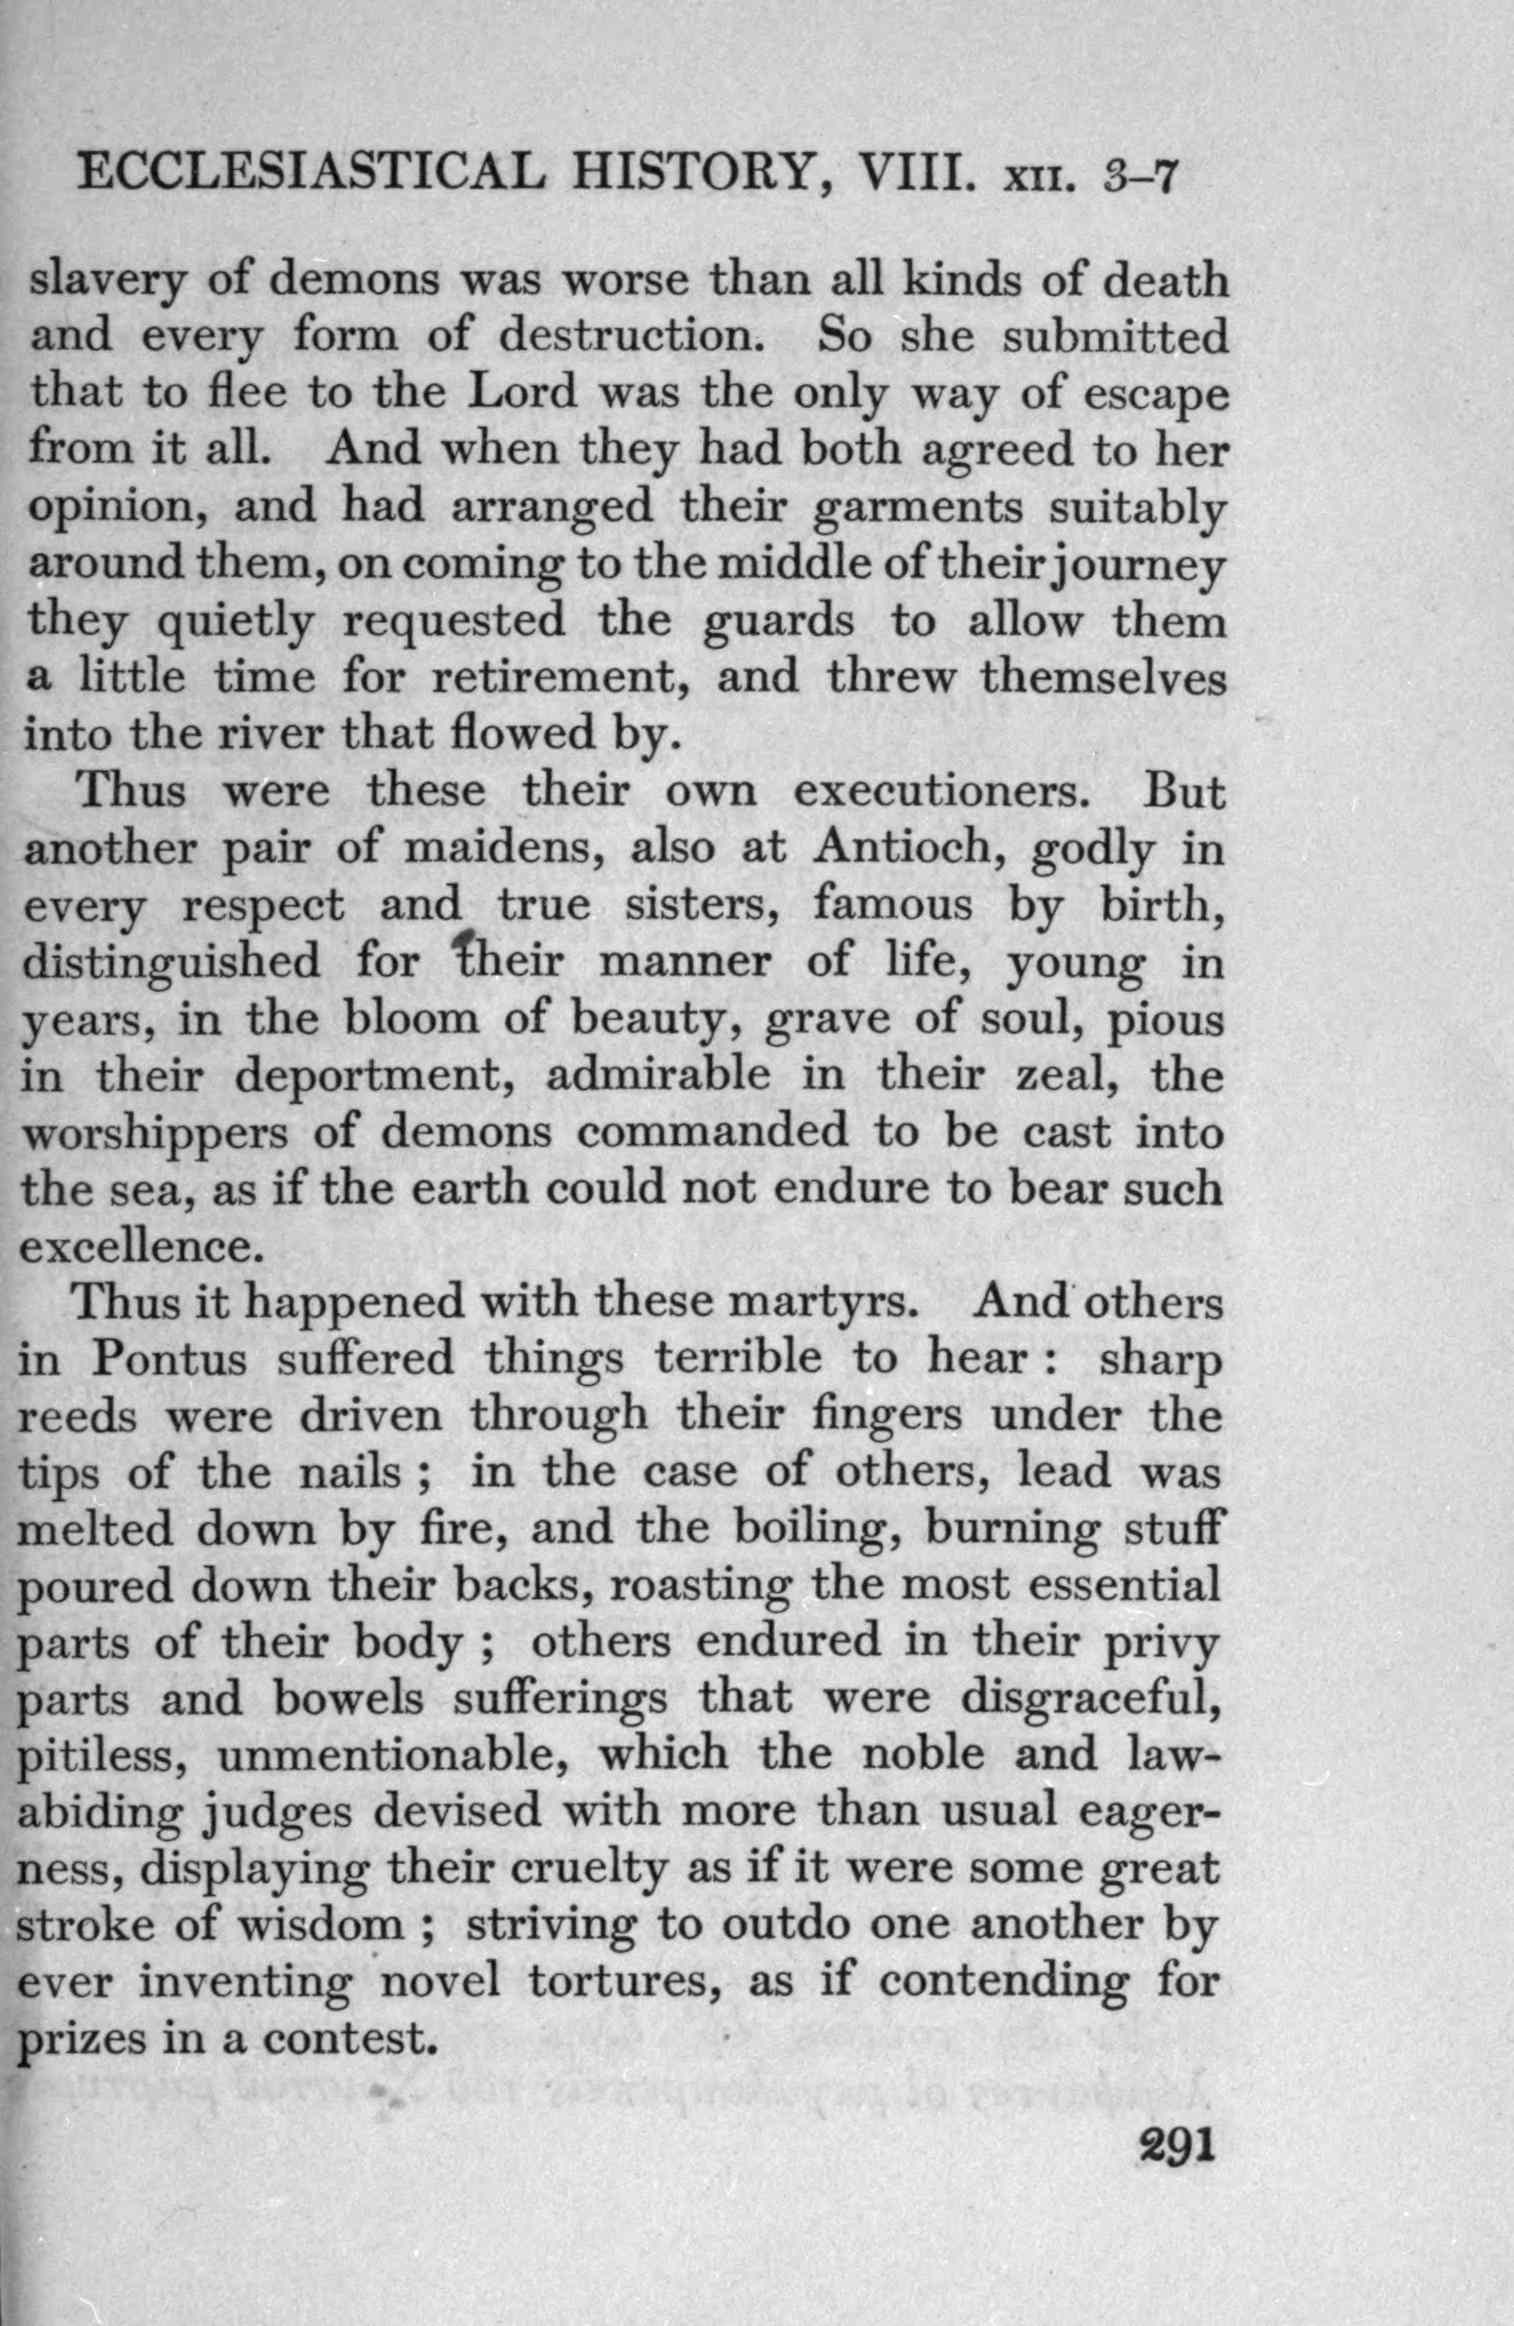 ECCLESIASTICAL HISTORY, VIII. XII. 3–7
slavery of demons was worse than all kinds of death
and every form of destruction. So she submitted
that to flee to the Lord was the only way of escape
from it all. And when they had both agreed to her
opinion, and had arranged their garments suitably
around them, on coming to the middle of their journey
they quietly requested the guards to allow them
a little time for retirement, and threw themselves
into the river that flowed by.
Thus were these their own executioners. But
another pair of maidens, also at Antioch, godly in
every respect and true sisters, famous by birth,
distinguished for their manner of life, young in
years, in the bloom of beauty, grave of soul, pious
in their deportment, admirable in their zeal, the
worshippers of demons commanded to be cast into
the sea, as if the earth could not endure to bear such
excellence.
Thus it happened with these martyrs. And others
in Pontus suffered things terrible to hear : sharp
reeds were driven through their fingers under the
tips of the nails ; in the case of others, lead was
melted down by fire, and the boiling, burning stuff
poured down their backs, roasting the most essential
parts of their body ; others endured in their privy
parts and bowels sufferings that were disgraceful,
pitiless, unmentionable, which the noble and law-
abiding judges devised with more than usual eager-
ness, displaying their cruelty as if it were some great
stroke of wisdom ; striving to outdo one another by
ever inventing novel tortures, as if contending for
prizes in a contest.
291